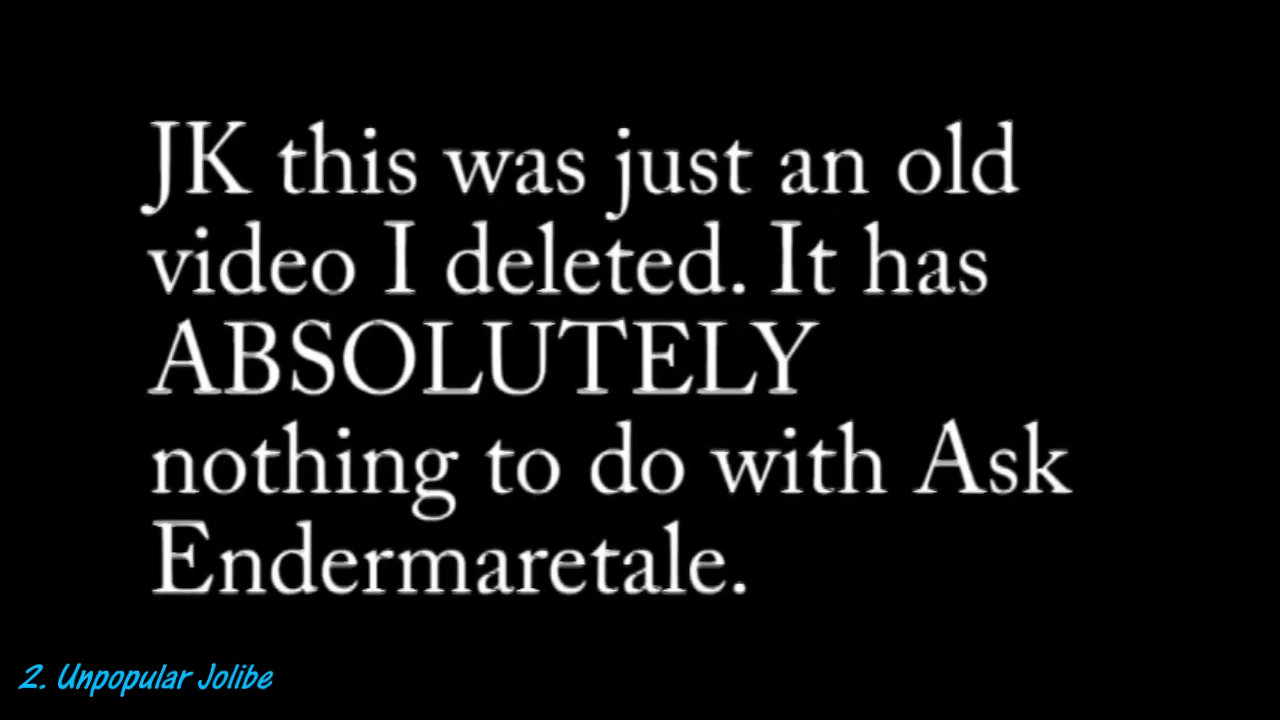 JK this was just an old
video I deleted. It has
ABSOLUTELY
nothing to do with Ask
Endermaretale.
2. Unpopular Jolibe